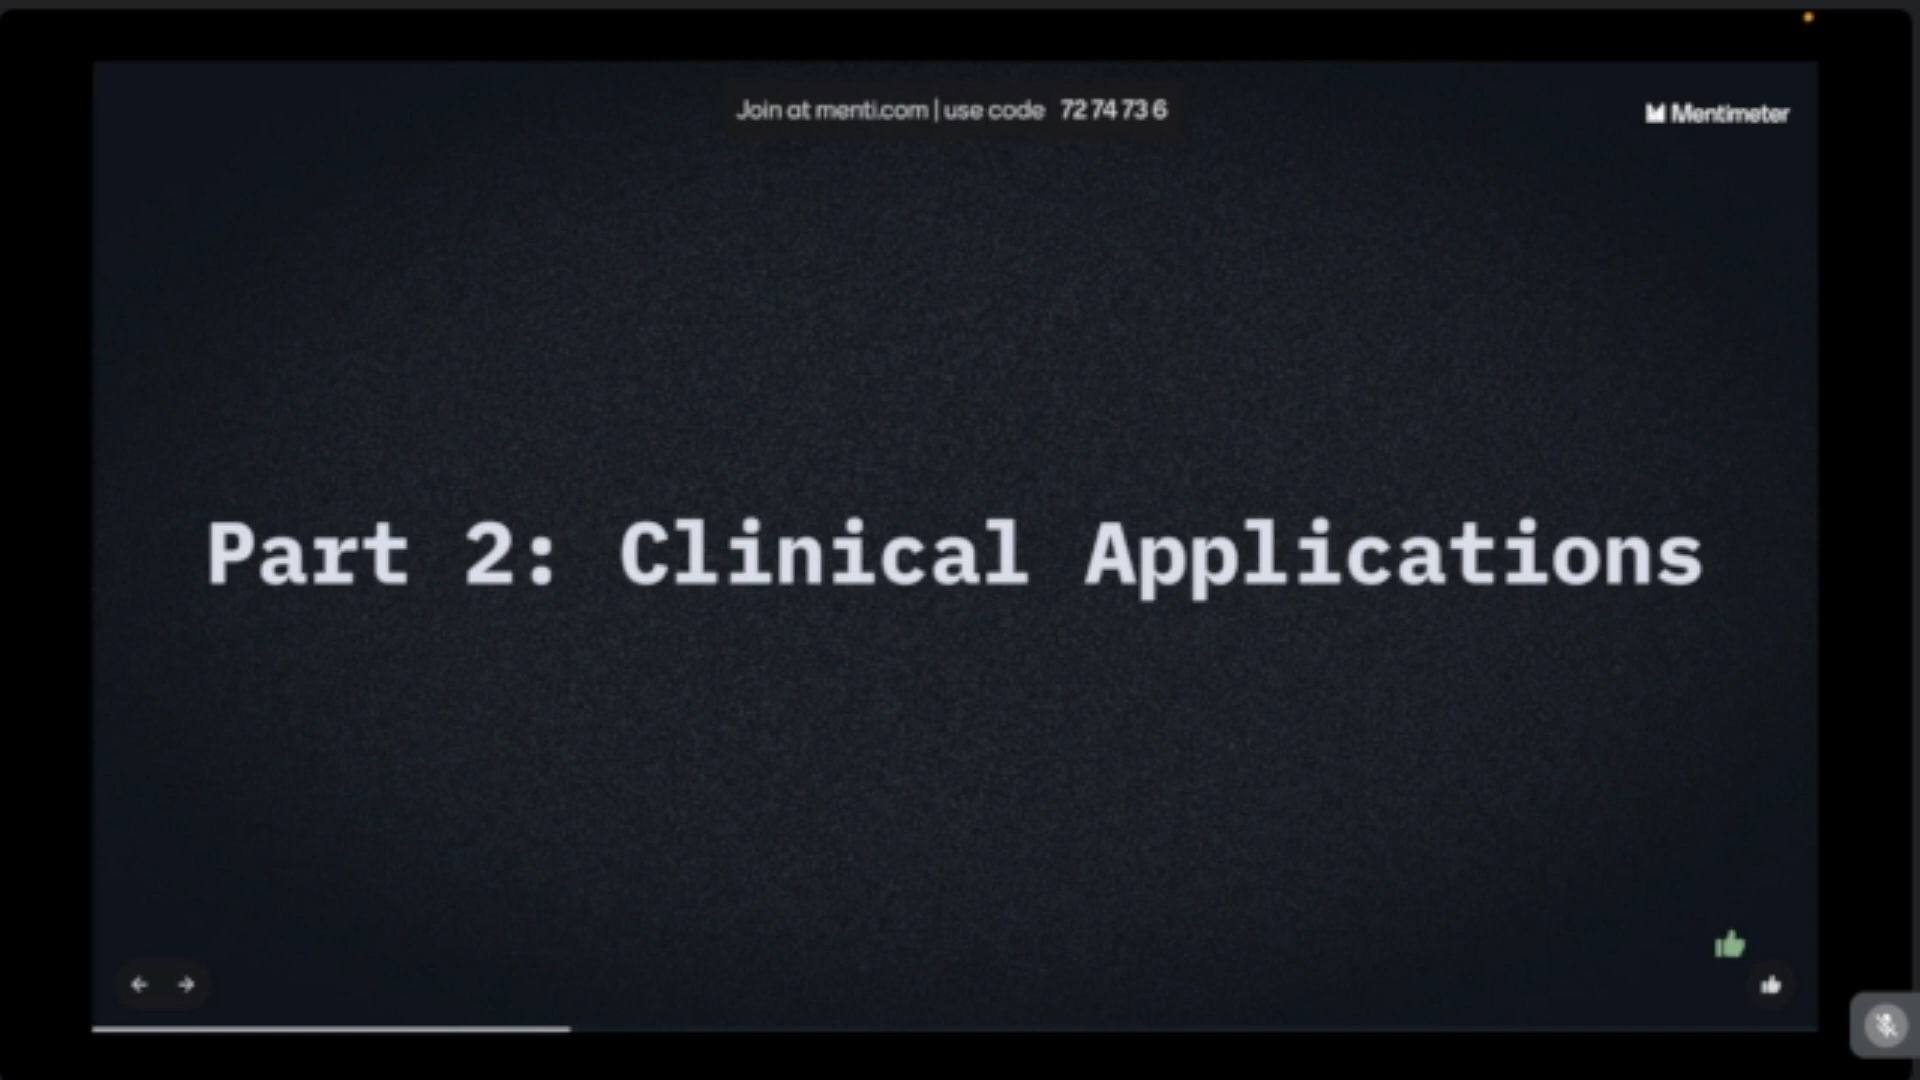 Join at menti.com | use code 72 74 73 6
Mentimeter
Part 2: Clinical Applications